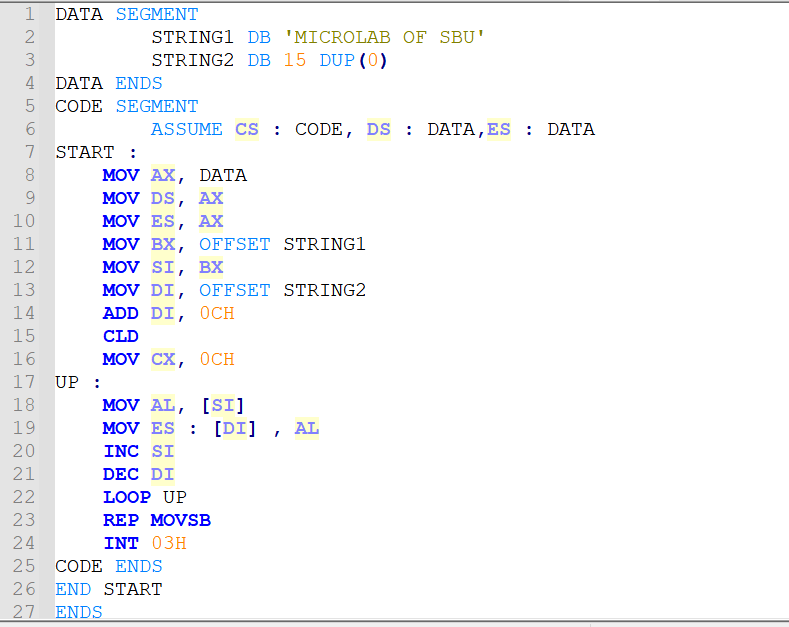 1 DATA SEGMENT
2 STRING1 DB 'MICROLAB OF SBU'
3 STRING2 DB 15 DUP(0)
4 DATA ENDS
5 CODE SEGMENT
6 ASSUME CS : CODE, DS : DATA,ES : DATA
7 START :
8 MOV AX, DATA
9 MOV DS, AX
10 MOV ES, AX
11 MOV BX, OFFSET STRING1
12 MOV SI, BX
13 MOV DI, OFFSET STRING2
14 ADD DI, 0CH
15 CLD
16 MOV CX, 0CH
17 UP :
18 MOV AL, [SI]
19 MOV ES : [DI] , AL
20 INC SI
21 DEC DI
22 LOOP UP
23 REP MOVSB
24 INT 03H
25 CODE ENDS
26 END START
27 ENDS